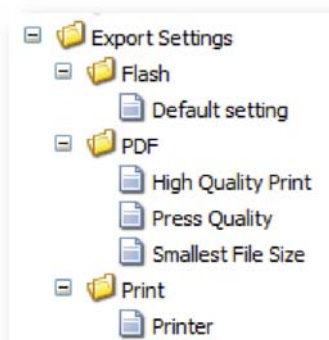 Export Settings
Flash
Default setting
PDF
High Quality Print
Press Quality
Smallest File Size
Print
Printer